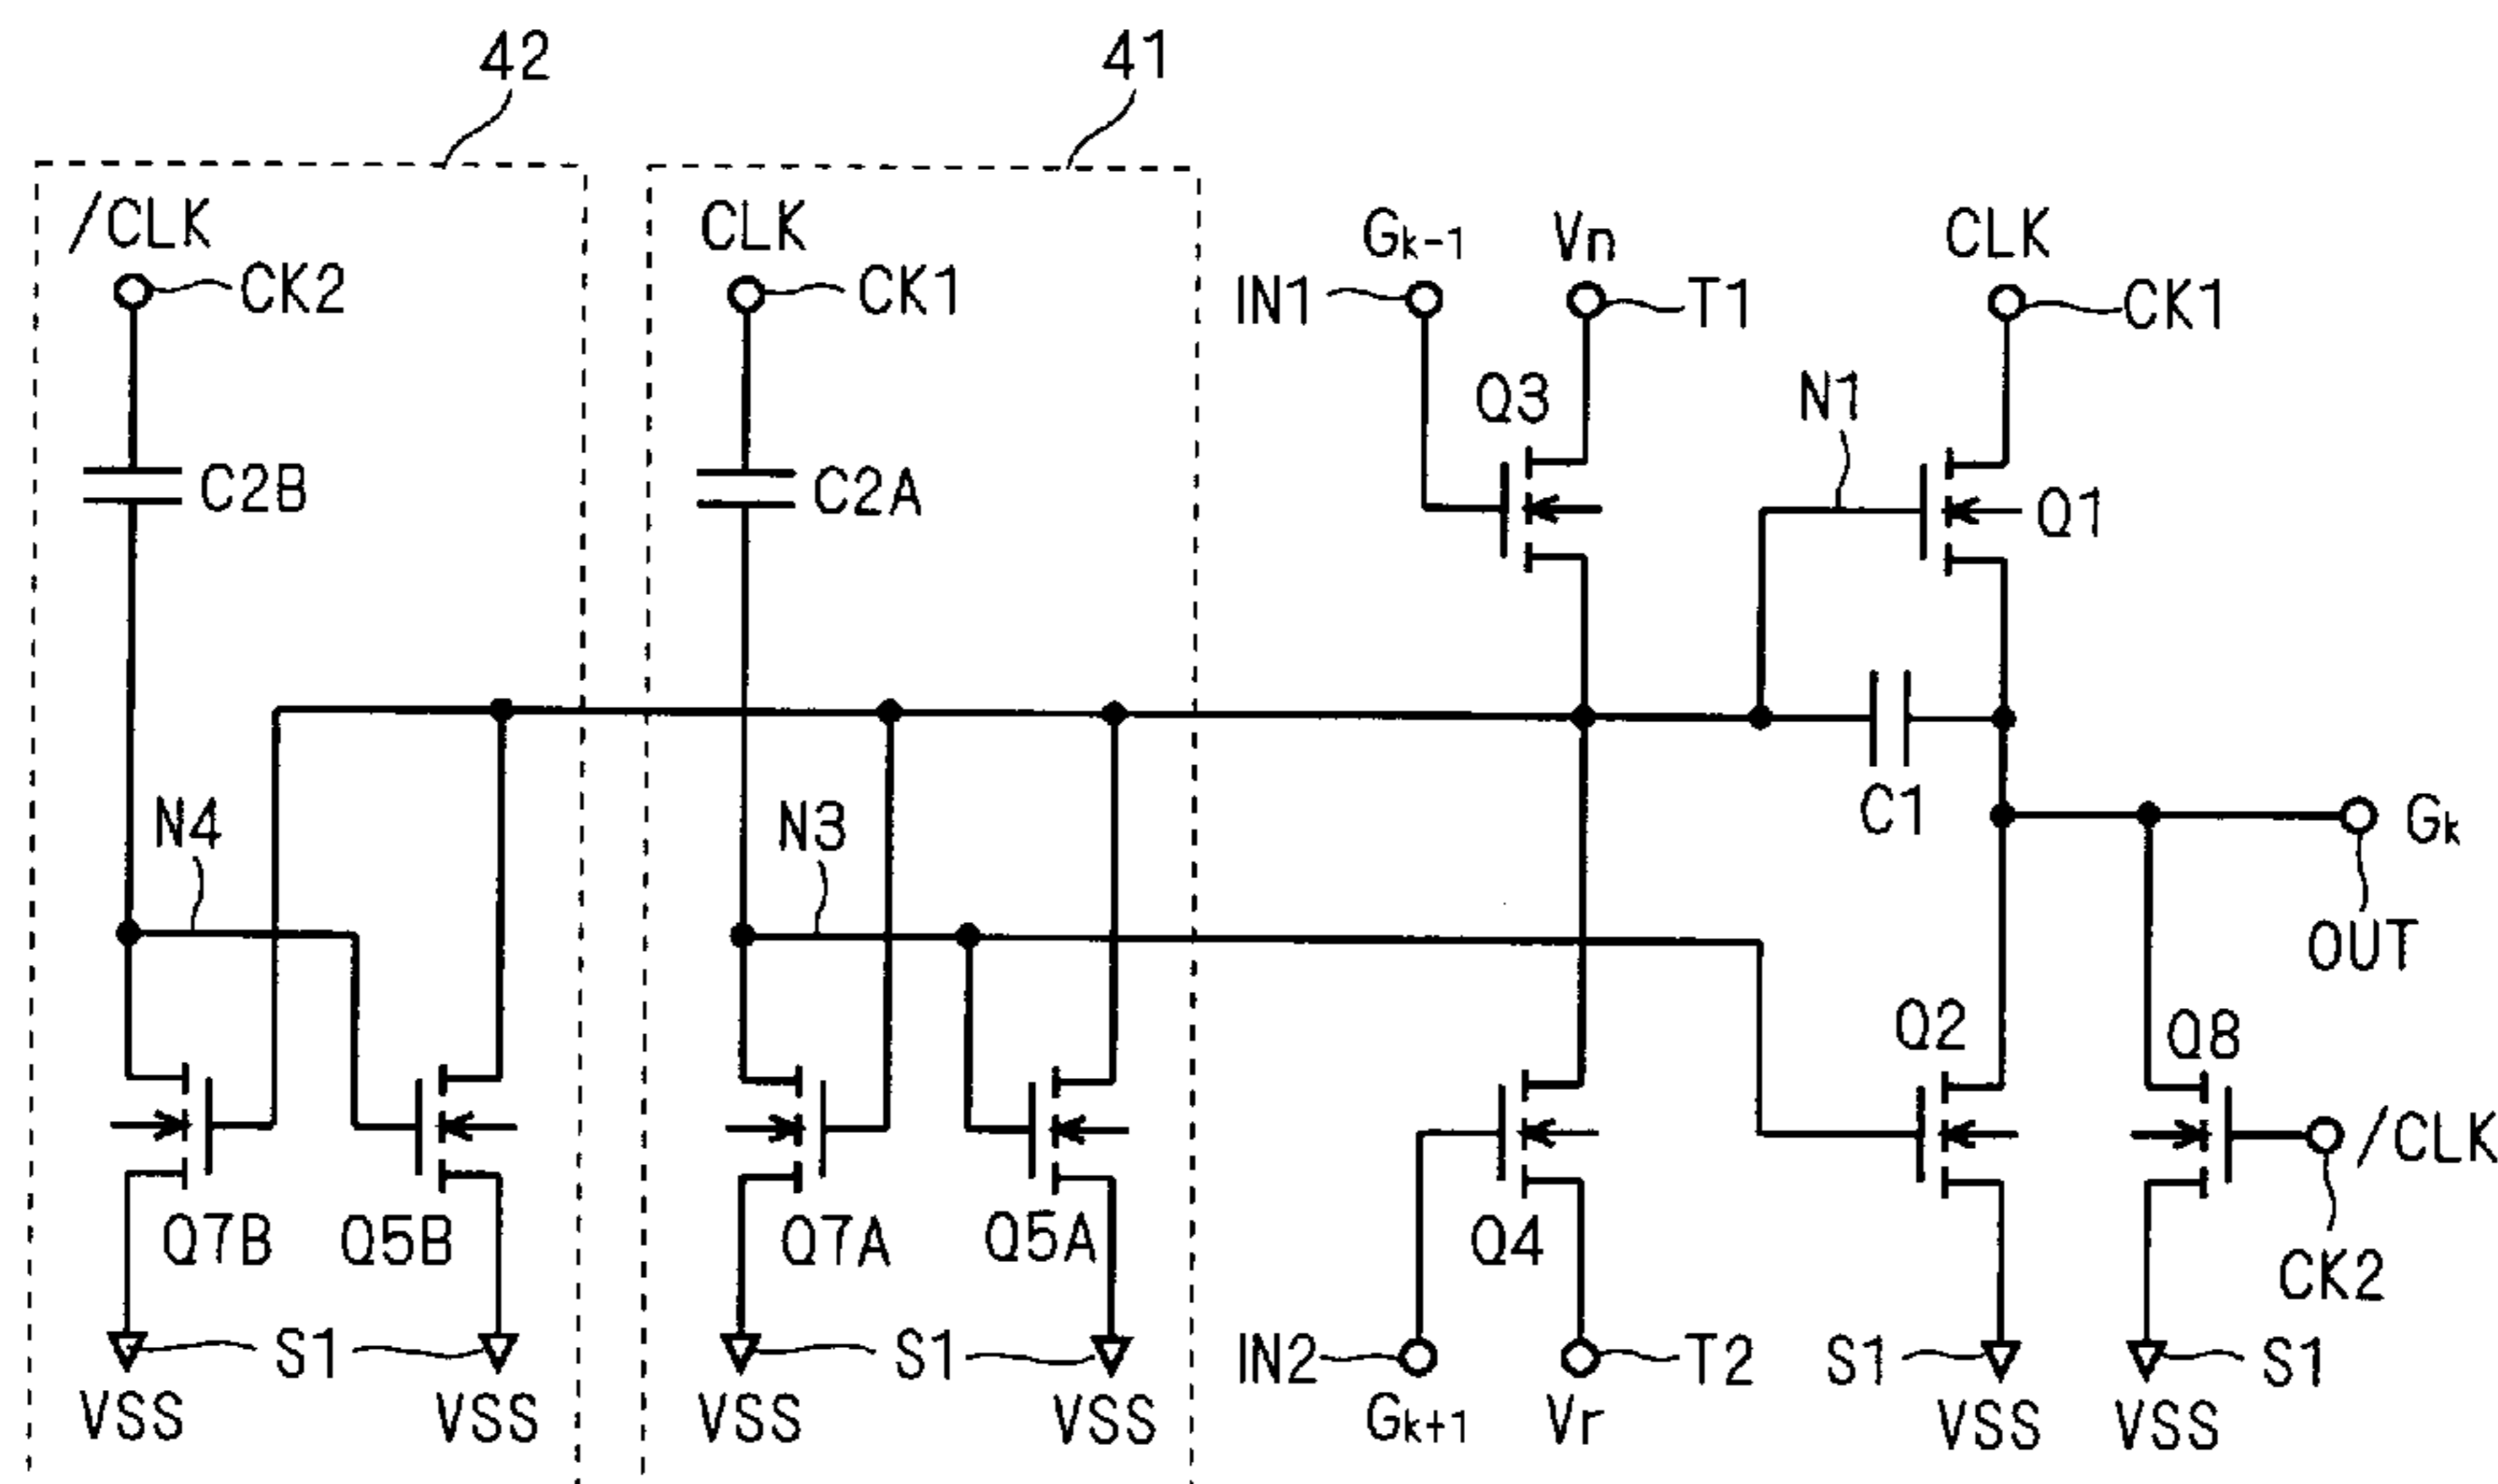 42
41
/CLK
CLK
Gk-1
Vn
CLK
CK2
CK1
IN1
T1
CK1
Q3
N1
C2B
C2A
Q1
C1
Gk
N4
N3
OUT
Q2
Q8
/CLK
Q7B
Q5B
Q7A
Q5A
Q4
CK2
S1
S1
IN2
T2
S1
S1
VSS
VSS
VSS
VSS
Gk+1
Vr
VSS
VSS